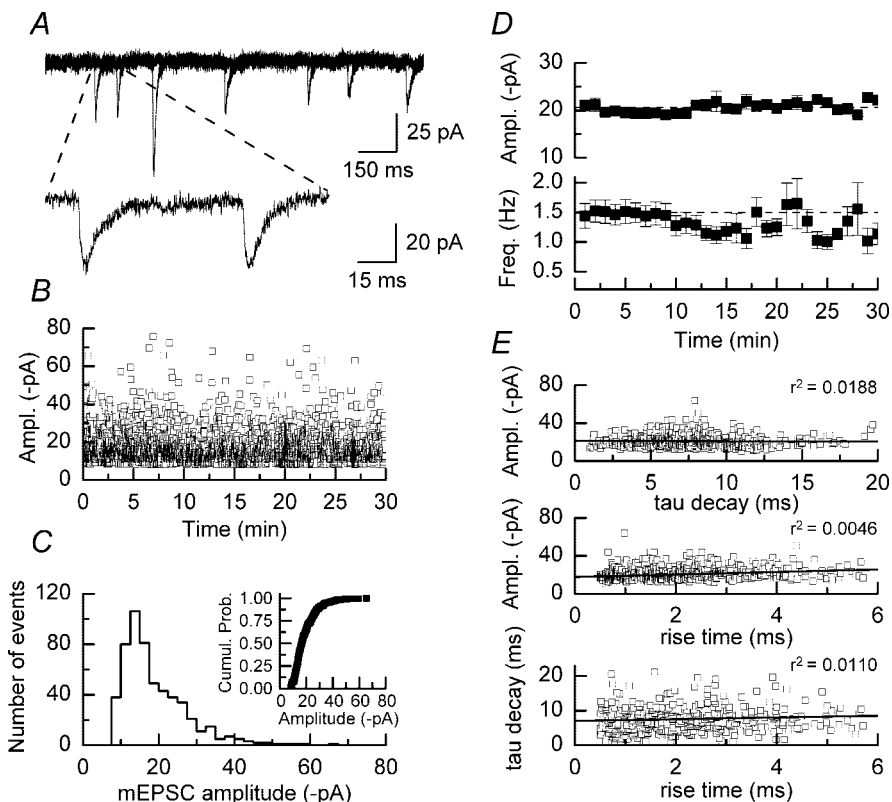 A
25 pA
150 ms
20 pA
15 ms
B
80
60
40
20
0
Ampl. (-pA)
0 5 10 15 20 25 30
Time (min)
C
120
80
40
0
Number of events
0 20 40 60 80
mEPSC amplitude (-pA)
1.00
0.75
0.50
0.25
0.00
Cumul. Prob.
0 20 40 60 80
Amplitude (-pA)
D
30
20
10
Ampl. (-pA)
2.0
1.5
1.0
0.5
Freq. (Hz)
0 5 10 15 20 25 30
Time (min)
E
r² = 0.0188
80
40
0
Ampl. (-pA)
0 5 10 15 20
tau decay (ms)
r² = 0.0046
80
40
0
Ampl. (-pA)
0 2 4 6
rise time (ms)
r² = 0.0110
20
10
0
tau decay (ms)
0 2 4 6
rise time (ms)